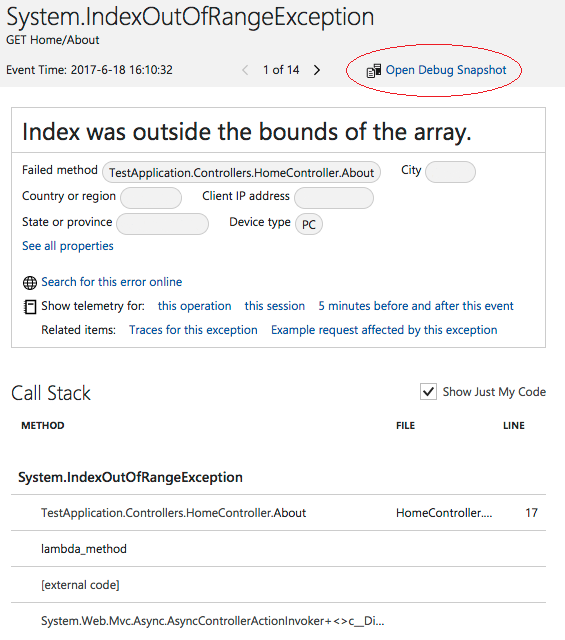 System.IndexOutOfRangeException
GET Home/About
Event Time: 2017-6-18 16:10:32 1 of 14 Open Debug Snapshot
Index was outside the bounds of the array.
Failed method TestApplication.Controllers.HomeController.About City
Country or region Client IP address
State or province Device type PC
See all properties
Search for this error online
Show telemetry for: this operation this session 5 minutes before and after this event
Related items: Traces for this exception Example request affected by this exception
Call Stack Show Just My Code
METHOD FILE LINE
System.IndexOutOfRangeException
TestApplication.Controllers.HomeController.About HomeController.... 17
lambda_method
[external code]
System.Web.Mvc.Async.AsyncControllerActionInvoker+<>c__Di...